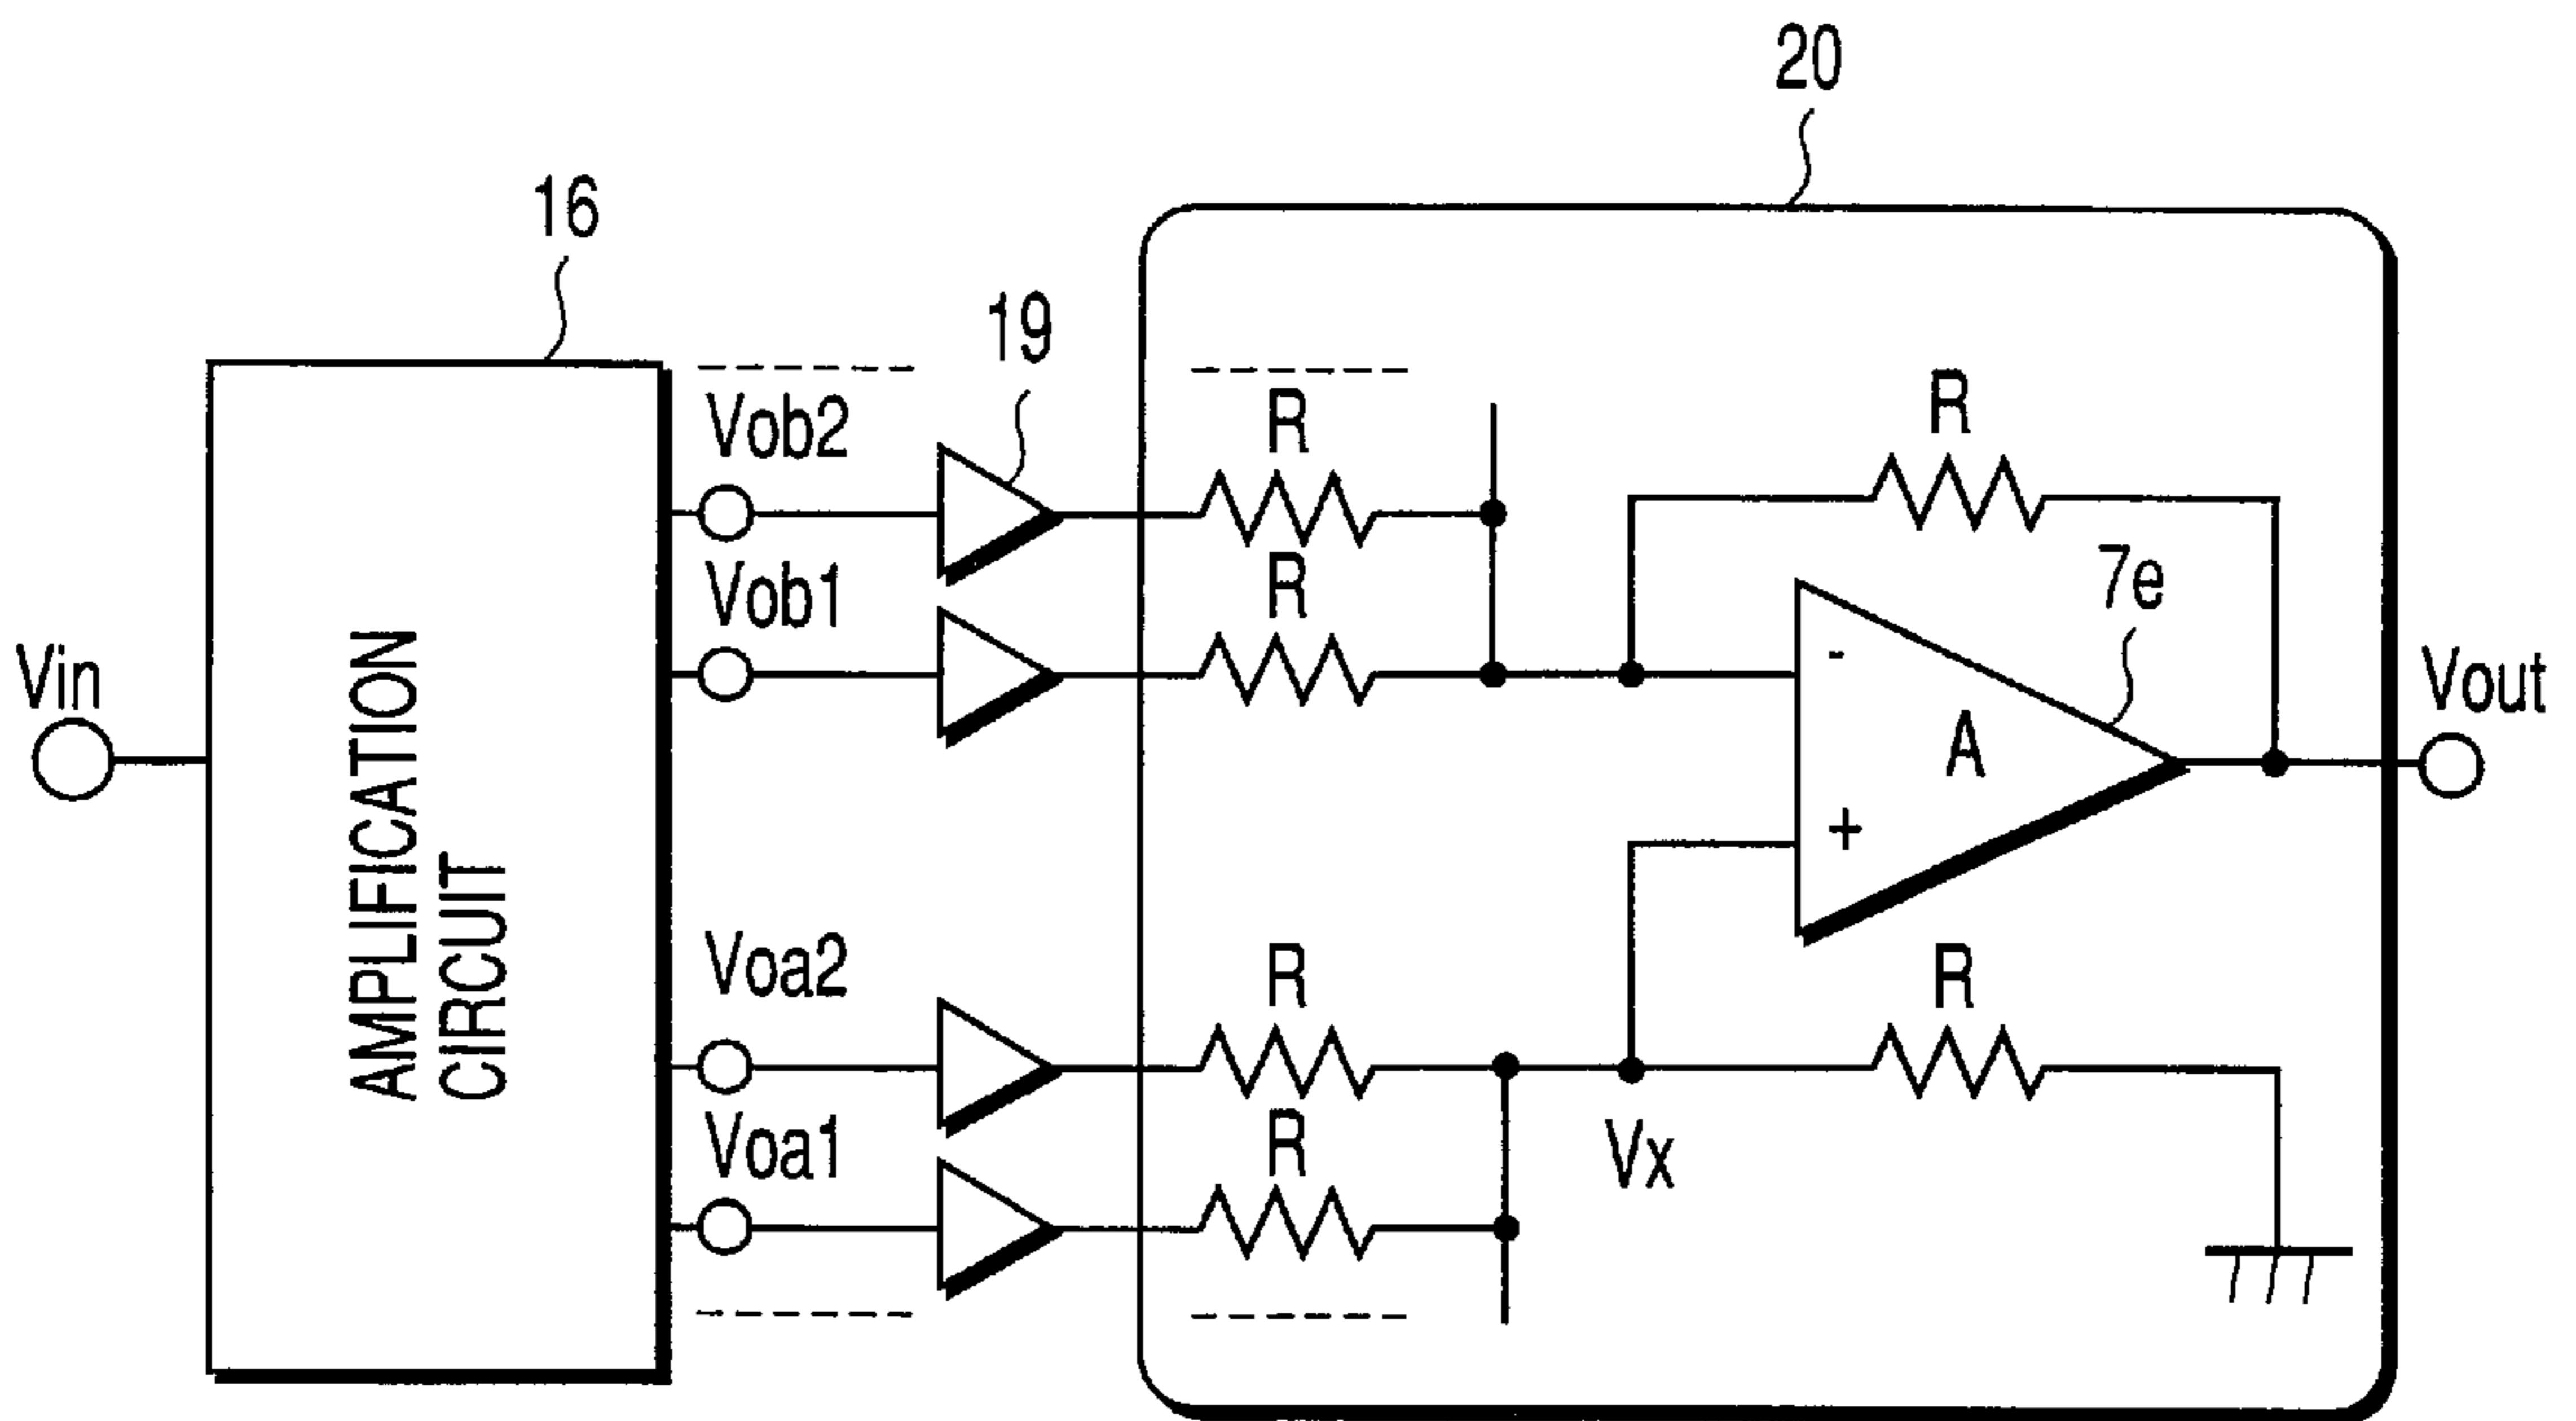 20
16
19
Vob2
R
R
Vob1
R
7e
Vin
-
Vout
A
AMPLIFICATION
CIRCUIT
+
Voa2
R
R
Voa1
R
Vx